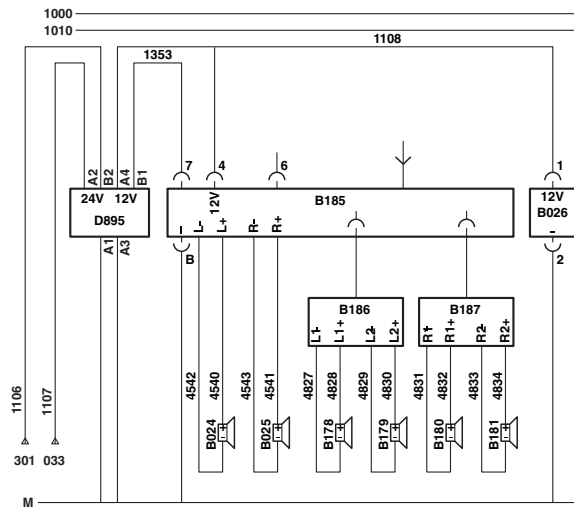 1000
1010
1108
1353
7
4
6
1
A2
B2
A4
B1
24V
12V
D895
12V
B185
12V
B026
-
-
L-
L+
R-
R+
A1
A3
B
2
B186
B187
L1-
L1+
L2-
L2+
R1-
R1+
R2-
R2+
4542
4540
4543
4541
4827
4828
4829
4830
4831
4832
4833
4834
1106
1107
B024
B025
B178
B179
B180
B181
301
033
M